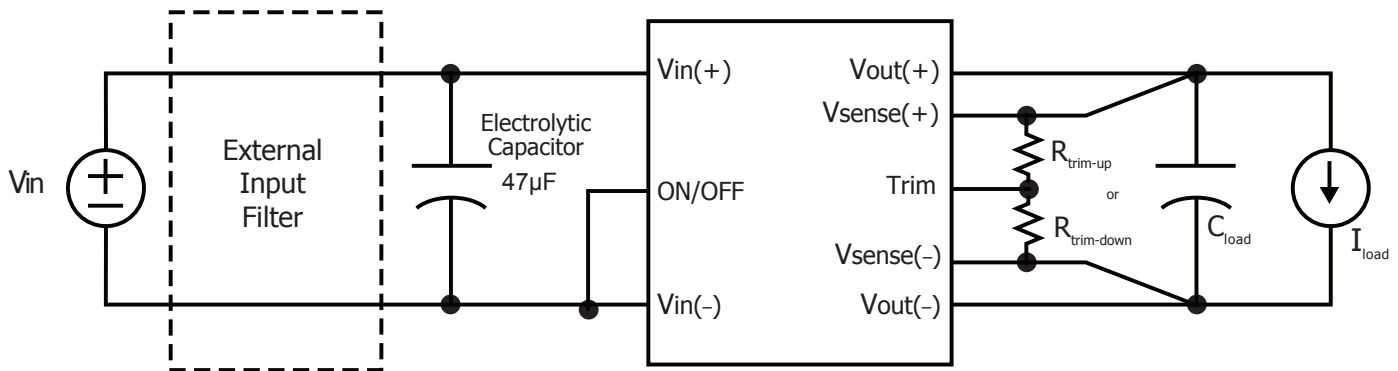 Vin
External
Input
Filter
Electrolytic
Capacitor
47µF
Vin(+)
ON/OFF
Vin(−)
Vout(+)
Vsense(+)
Trim
Vsense(−)
Vout(−)
Rtrim-up
or
Rtrim-down
Cload
Iload